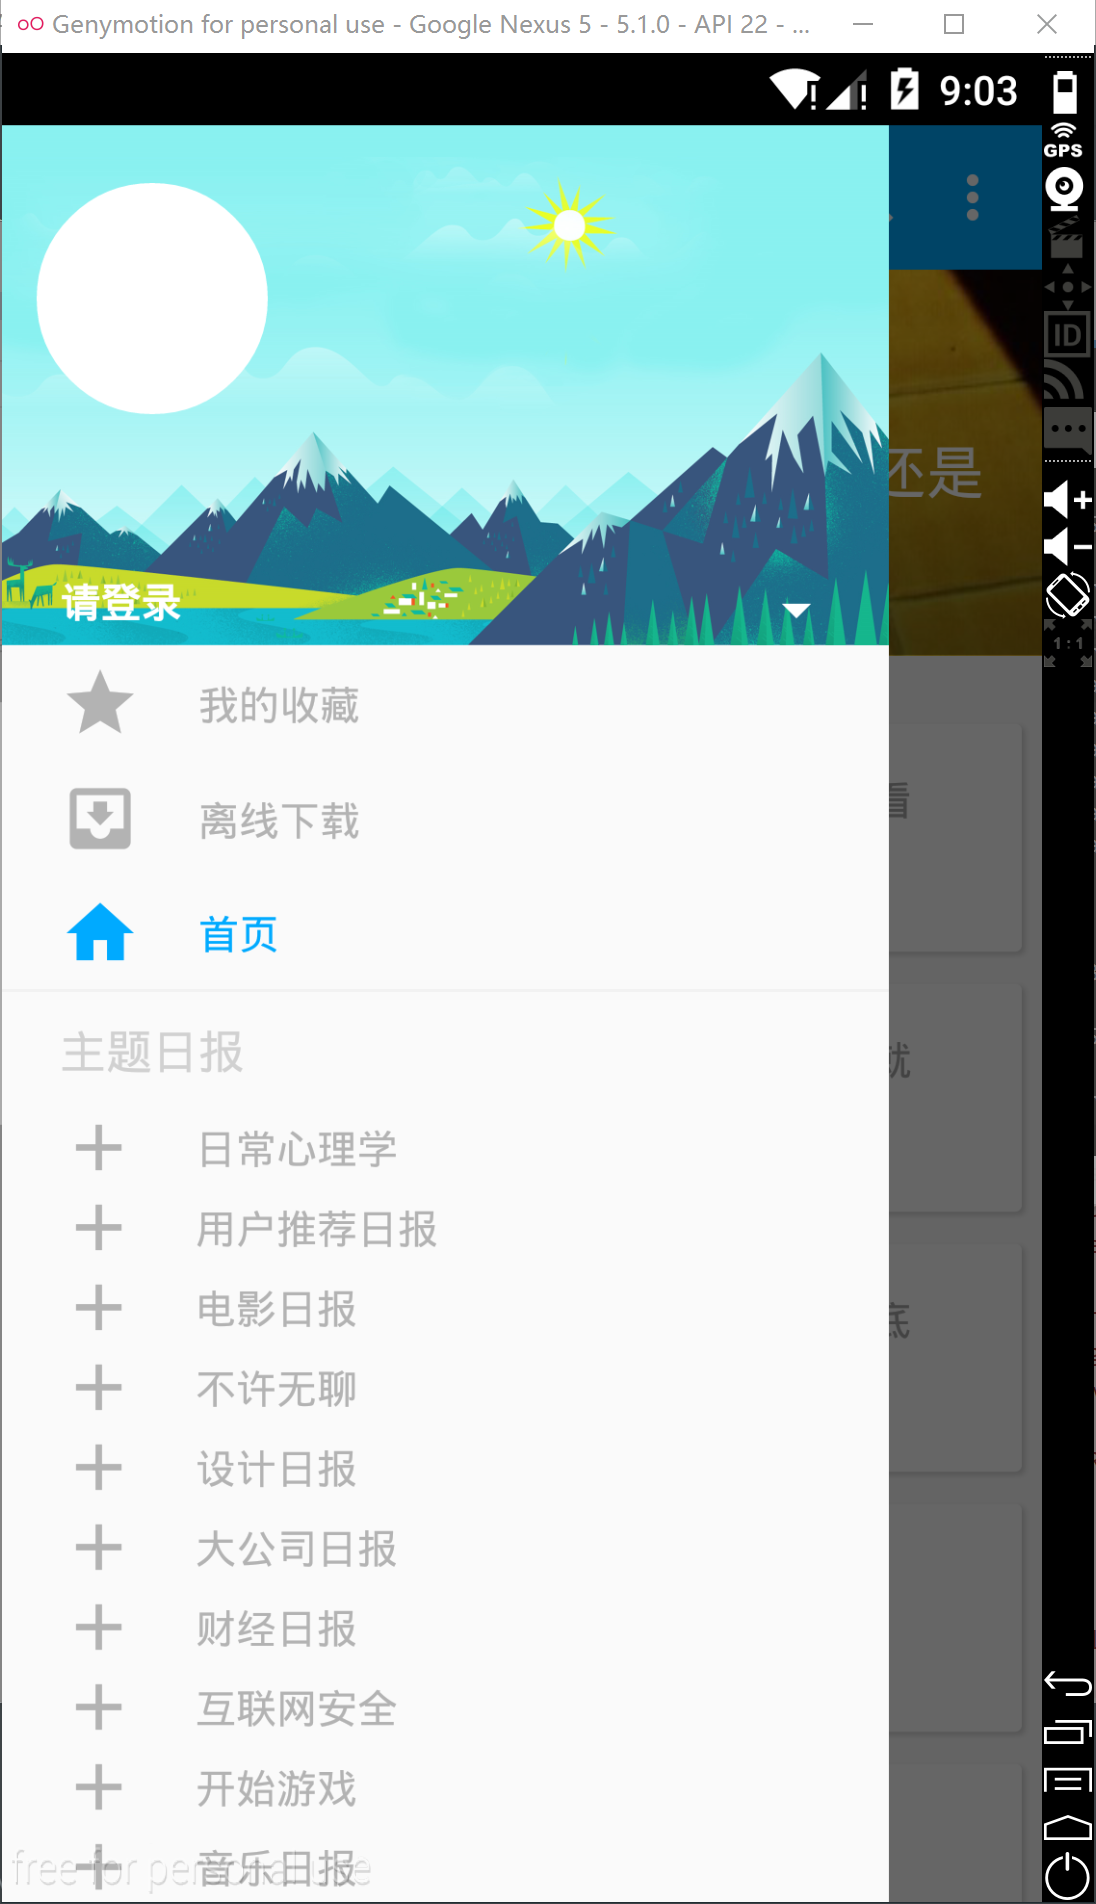 Genymotion for personal use - Google Nexus 5 - 5.1.0 - API 22 - ...
9:03
GPS
ID
还是
请登录
1:1
我的收藏
看
离线下载
首页
主题日报
就
日常心理学
用户推荐日报
电影日报
底
不许无聊
设计日报
大公司日报
财经日报
互联网安全
开始游戏
音乐日报
free for personal use